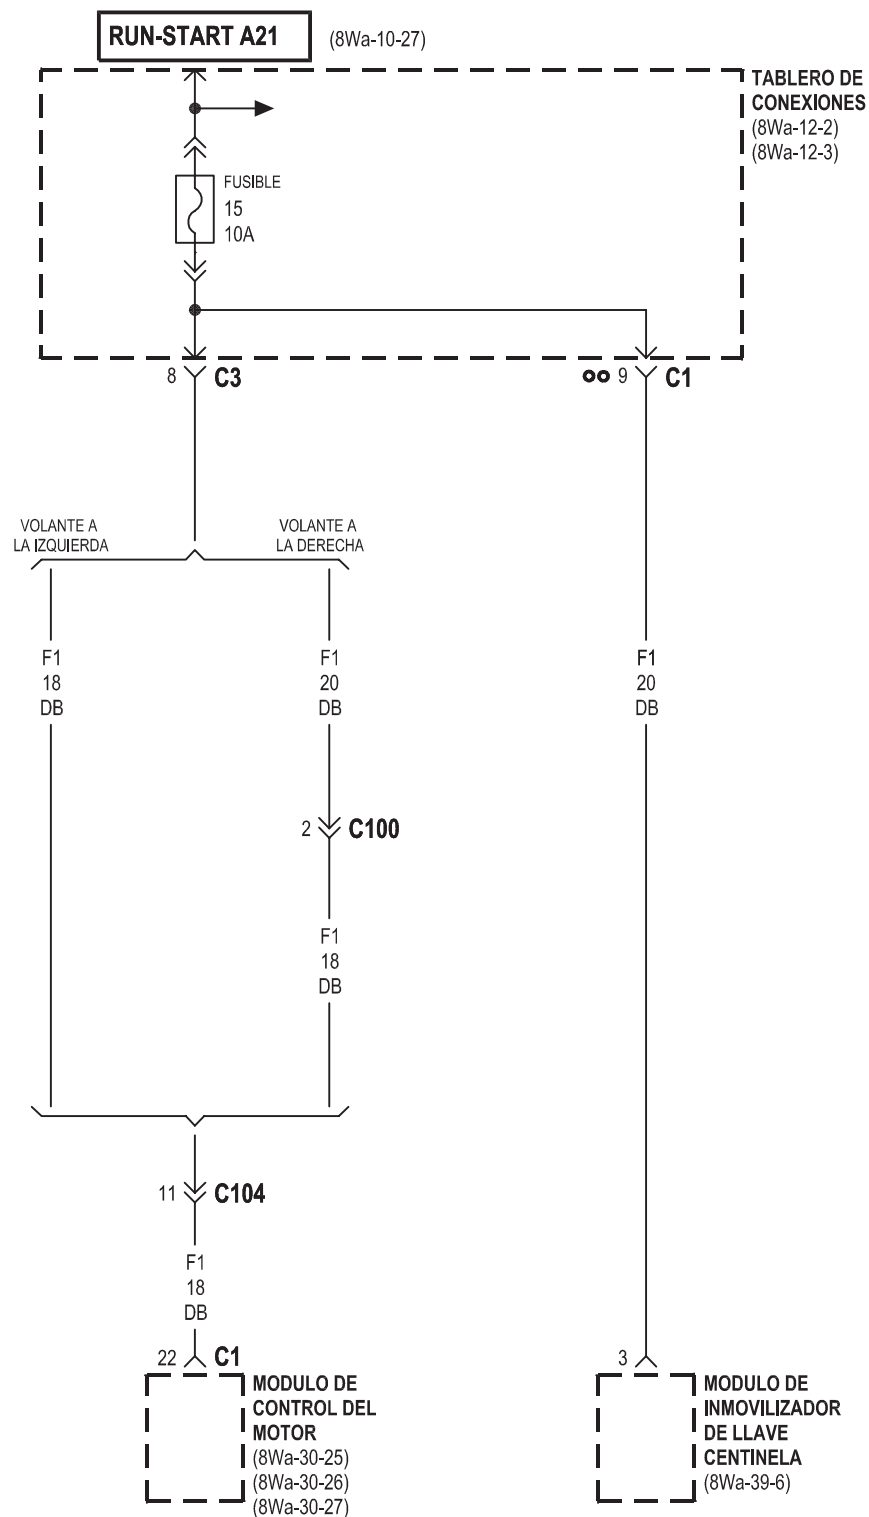 RUN-START A21
(8Wa-10-27)
TABLERO DE
CONEXIONES
(8Wa-12-2)
(8Wa-12-3)
FUSIBLE
15
10A
8
C3
9
C1
VOLANTE A
LA IZQUIERDA
VOLANTE A
LA DERECHA
F1
18
DB
F1
20
DB
F1
20
DB
2
C100
F1
18
DB
11
C104
F1
18
DB
22
C1
3
MODULO DE
CONTROL DEL
MOTOR
(8Wa-30-25)
(8Wa-30-26)
(8Wa-30-27)
MODULO DE
INMOVILIZADOR
DE LLAVE
CENTINELA
(8Wa-39-6)